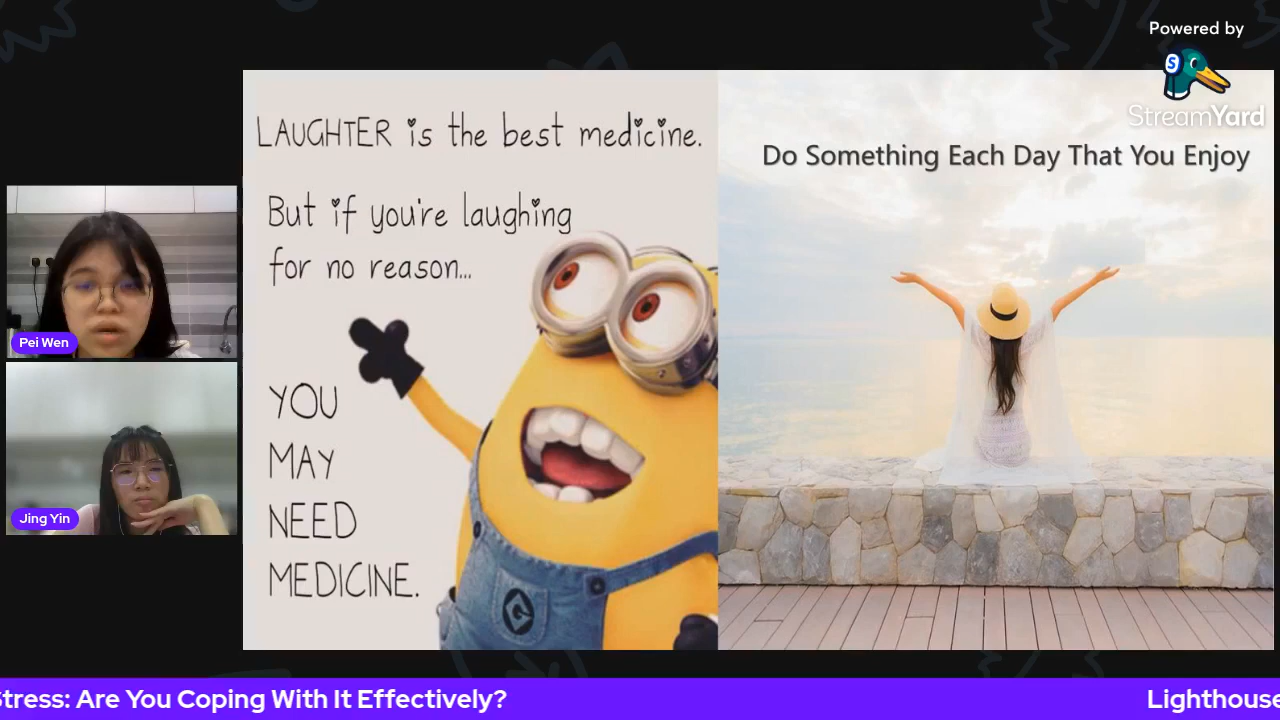 Powered by
StreamYard
LAUGHTER is the best medicine.
But if you're laughing
for no reason...
YOU
MAY
NEED
MEDICINE.
Do Something Each Day That You Enjoy
Pei Wen
Jing Yin
Stress: Are You Coping With It Effectively?
Lighthouse